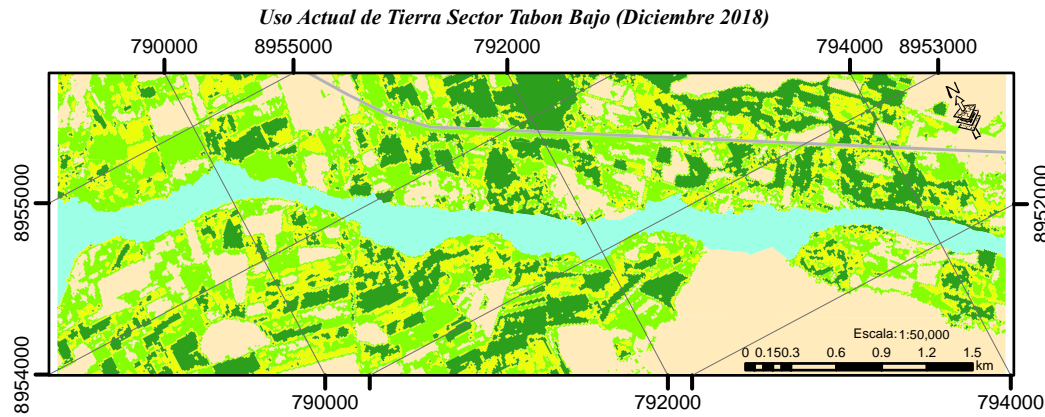 Uso Actual de Tierra Sector Tabon Bajo (Diciembre 2018)
790000 8955000 792000 794000 8953000
N
8955000
8952000
8954000
Escala: 1:50,000
0 0.15 0.3 0.6 0.9 1.2 1.5
km
790000 792000 794000